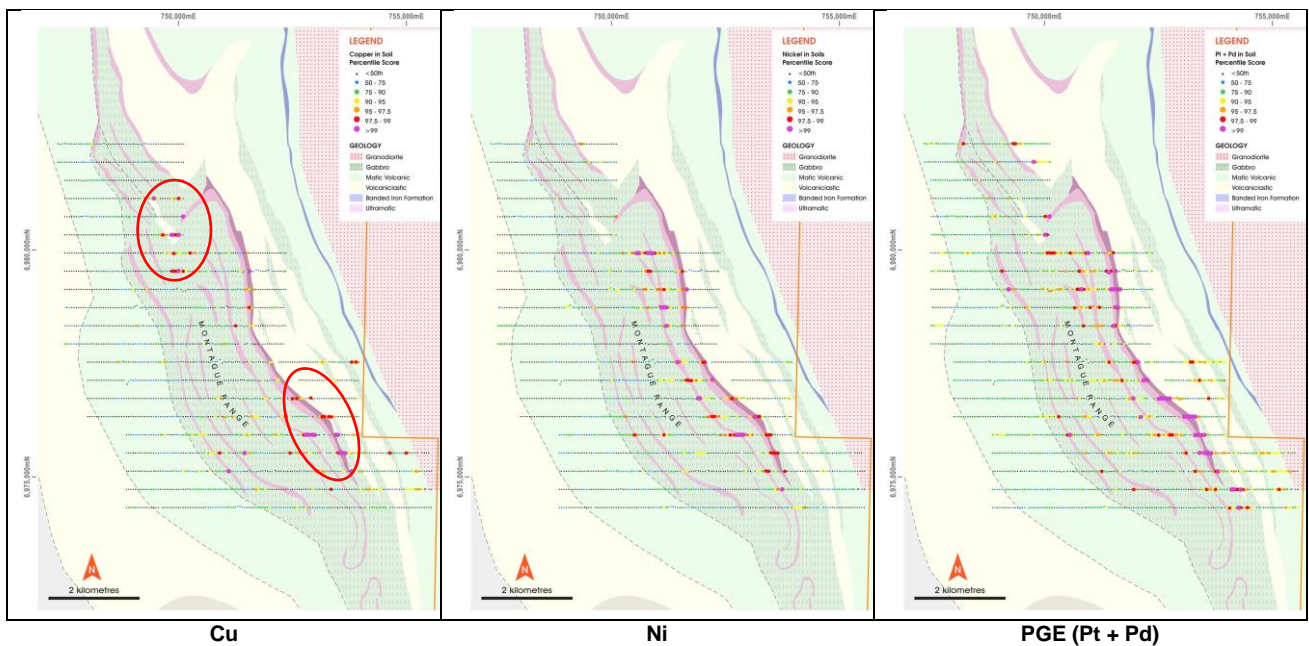 750,000mE 755,000mE
6,980,000mN
6,975,000mN
LEGEND
Copper in Soil
Percentile Score
<50th
50 - 75
75 - 90
90 - 95
95 - 97.5
97.5 - 99
>99
GEOLOGY
Granodiorite
Gabbro
Mafic Volcanic
Volcaniclastic
Banded Iron Formation
Ultramafic
MONTAGUE RANGE
N
2 kilometres
Cu
750,000mE 755,000mE
6,980,000mN
6,975,000mN
LEGEND
Nickel in Soils
Percentile Score
<50th
50 - 75
75 - 90
90 - 95
95 - 97.5
97.5 - 99
>99
GEOLOGY
Granodiorite
Gabbro
Mafic Volcanic
Volcaniclastic
Banded Iron Formation
Ultramafic
MONTAGUE RANGE
N
2 kilometres
Ni
750,000mE 755,000mE
6,980,000mN
6,975,000mN
LEGEND
Pt + Pd in Soil
Percentile Score
<50th
50 - 75
75 - 90
90 - 95
95 - 97.5
97.5 - 99
>99
GEOLOGY
Granodiorite
Gabbro
Mafic Volcanic
Volcaniclastic
Banded Iron Formation
Ultramafic
MONTAGUE RANGE
N
2 kilometres
PGE (Pt + Pd)